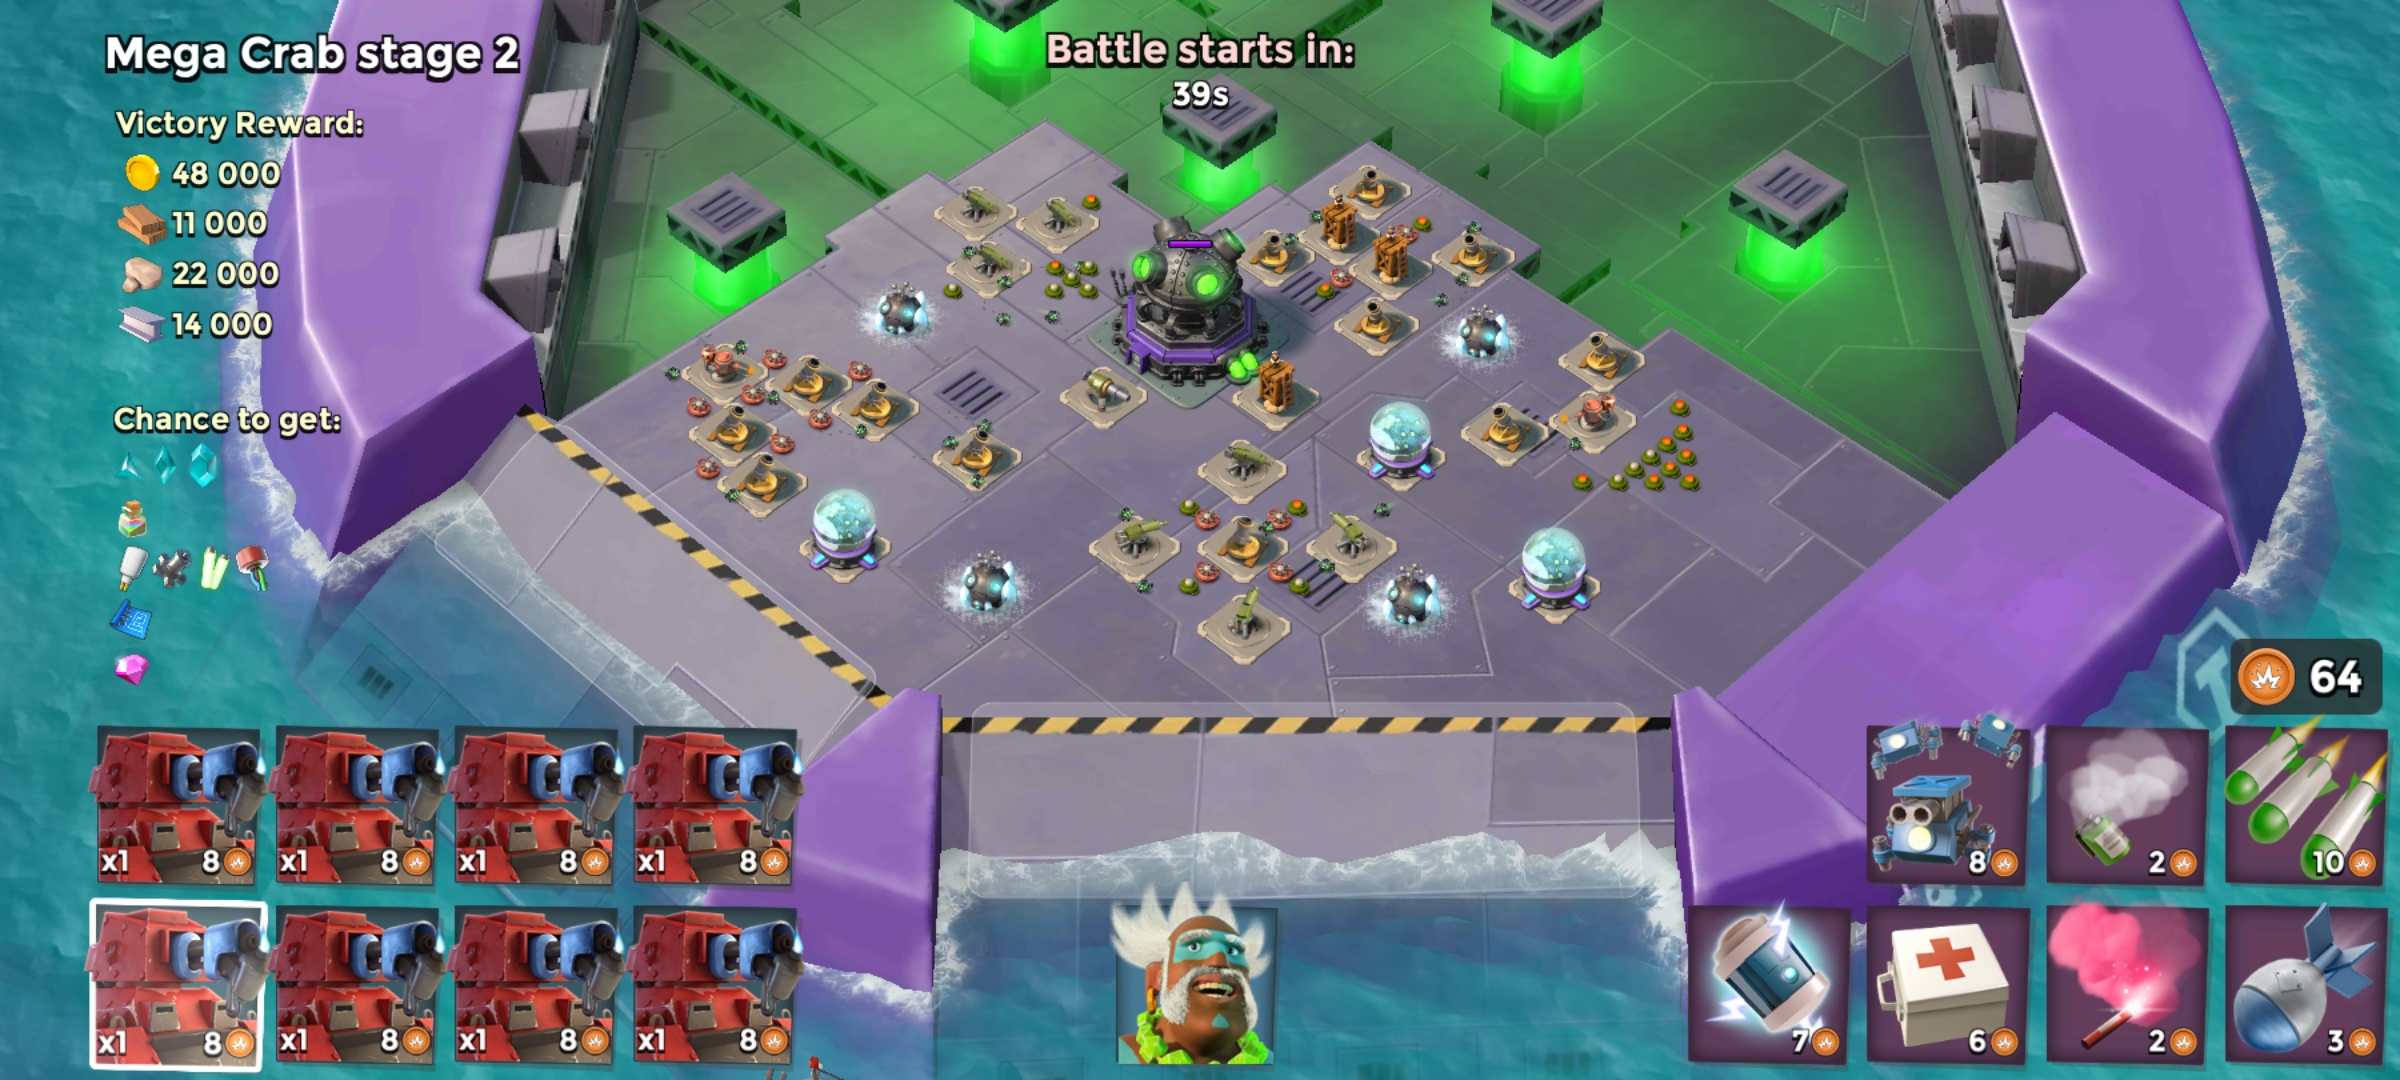 Mega Crab stage 2
Battle starts in:
39s
Victory Reward:
48 000
11 000
22 000
14 000
Chance to get:
64
x1 8
x1 8
x1 8
x1 8
8
2
10
x1 8
x1 8
x1 8
x1 8
7
6
2
3